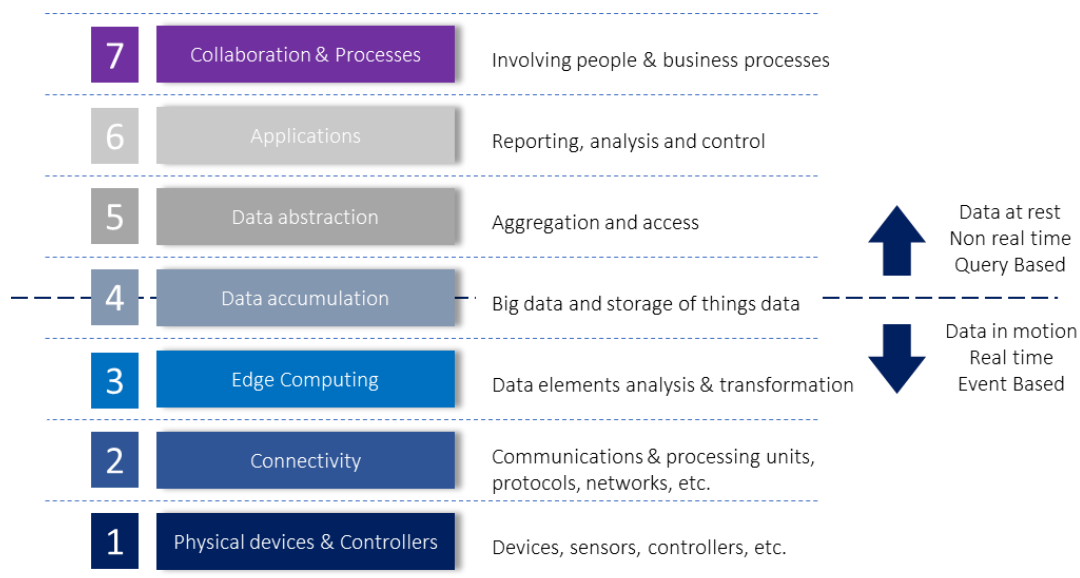 7
Collaboration & Processes
Involving people & business processes
6
Applications
Reporting, analysis and control
5
Data abstraction
Aggregation and access
Data at rest
Non real time
Query Based
4
Data accumulation
Big data and storage of things data
Data in motion
Real time
Event Based
3
Edge Computing
Data elements analysis & transformation
2
Connectivity
Communications & processing units,
protocols, networks, etc.
1
Physical devices & Controllers
Devices, sensors, controllers, etc.